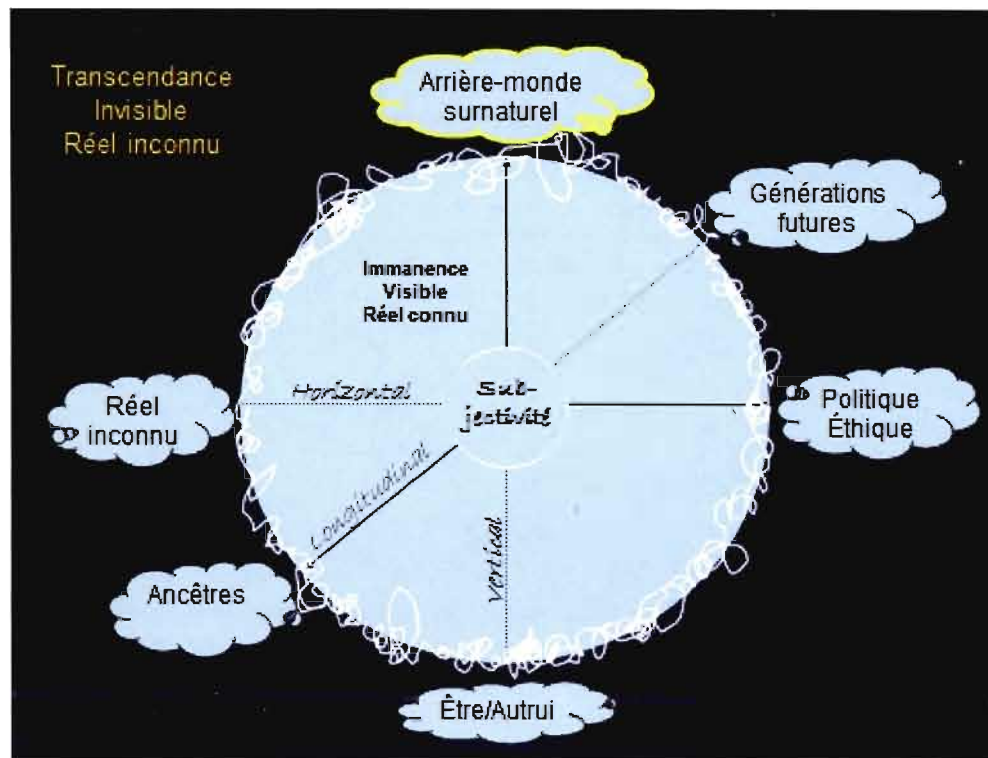 Transcendance
Invisible
Réel inconnu
Arrière-monde
surnaturel
Générations
futures
Immanence
Visible
Réel connu
Horizontal
Sub-
jectivité
Réel
inconnu
Politique
Éthique
Longitudinal
Vertical
Ancêtres
Être/Autrui